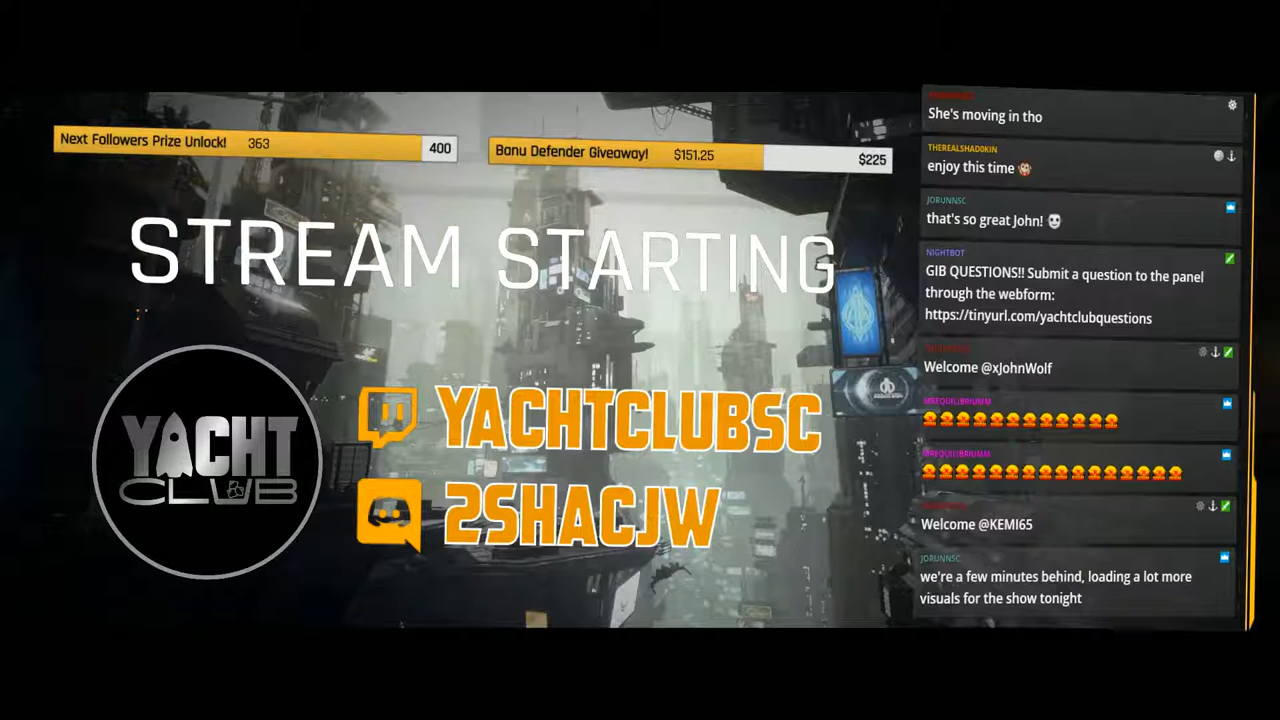 Next Followers Prize Unlock! 363 400
Banu Defender Giveaway! $151.25 $225
STREAM STARTING
YACHT
CLUB
YACHTCLUBSC
2SHACJW
She's moving in tho
THEREALSHAD0KIN
enjoy this time
JORUNNSC
that's so great John!
NIGHTBOT
GIB QUESTIONS!! Submit a question to the panel
through the webform:
https://tinyurl.com/yachtclubquestions
Welcome @xJohnWolf
MREQUILIBRIUMM
MREQUILIBRIUMM
Welcome @KEMI65
JORUNNSC
we're a few minutes behind, loading a lot more
visuals for the show tonight